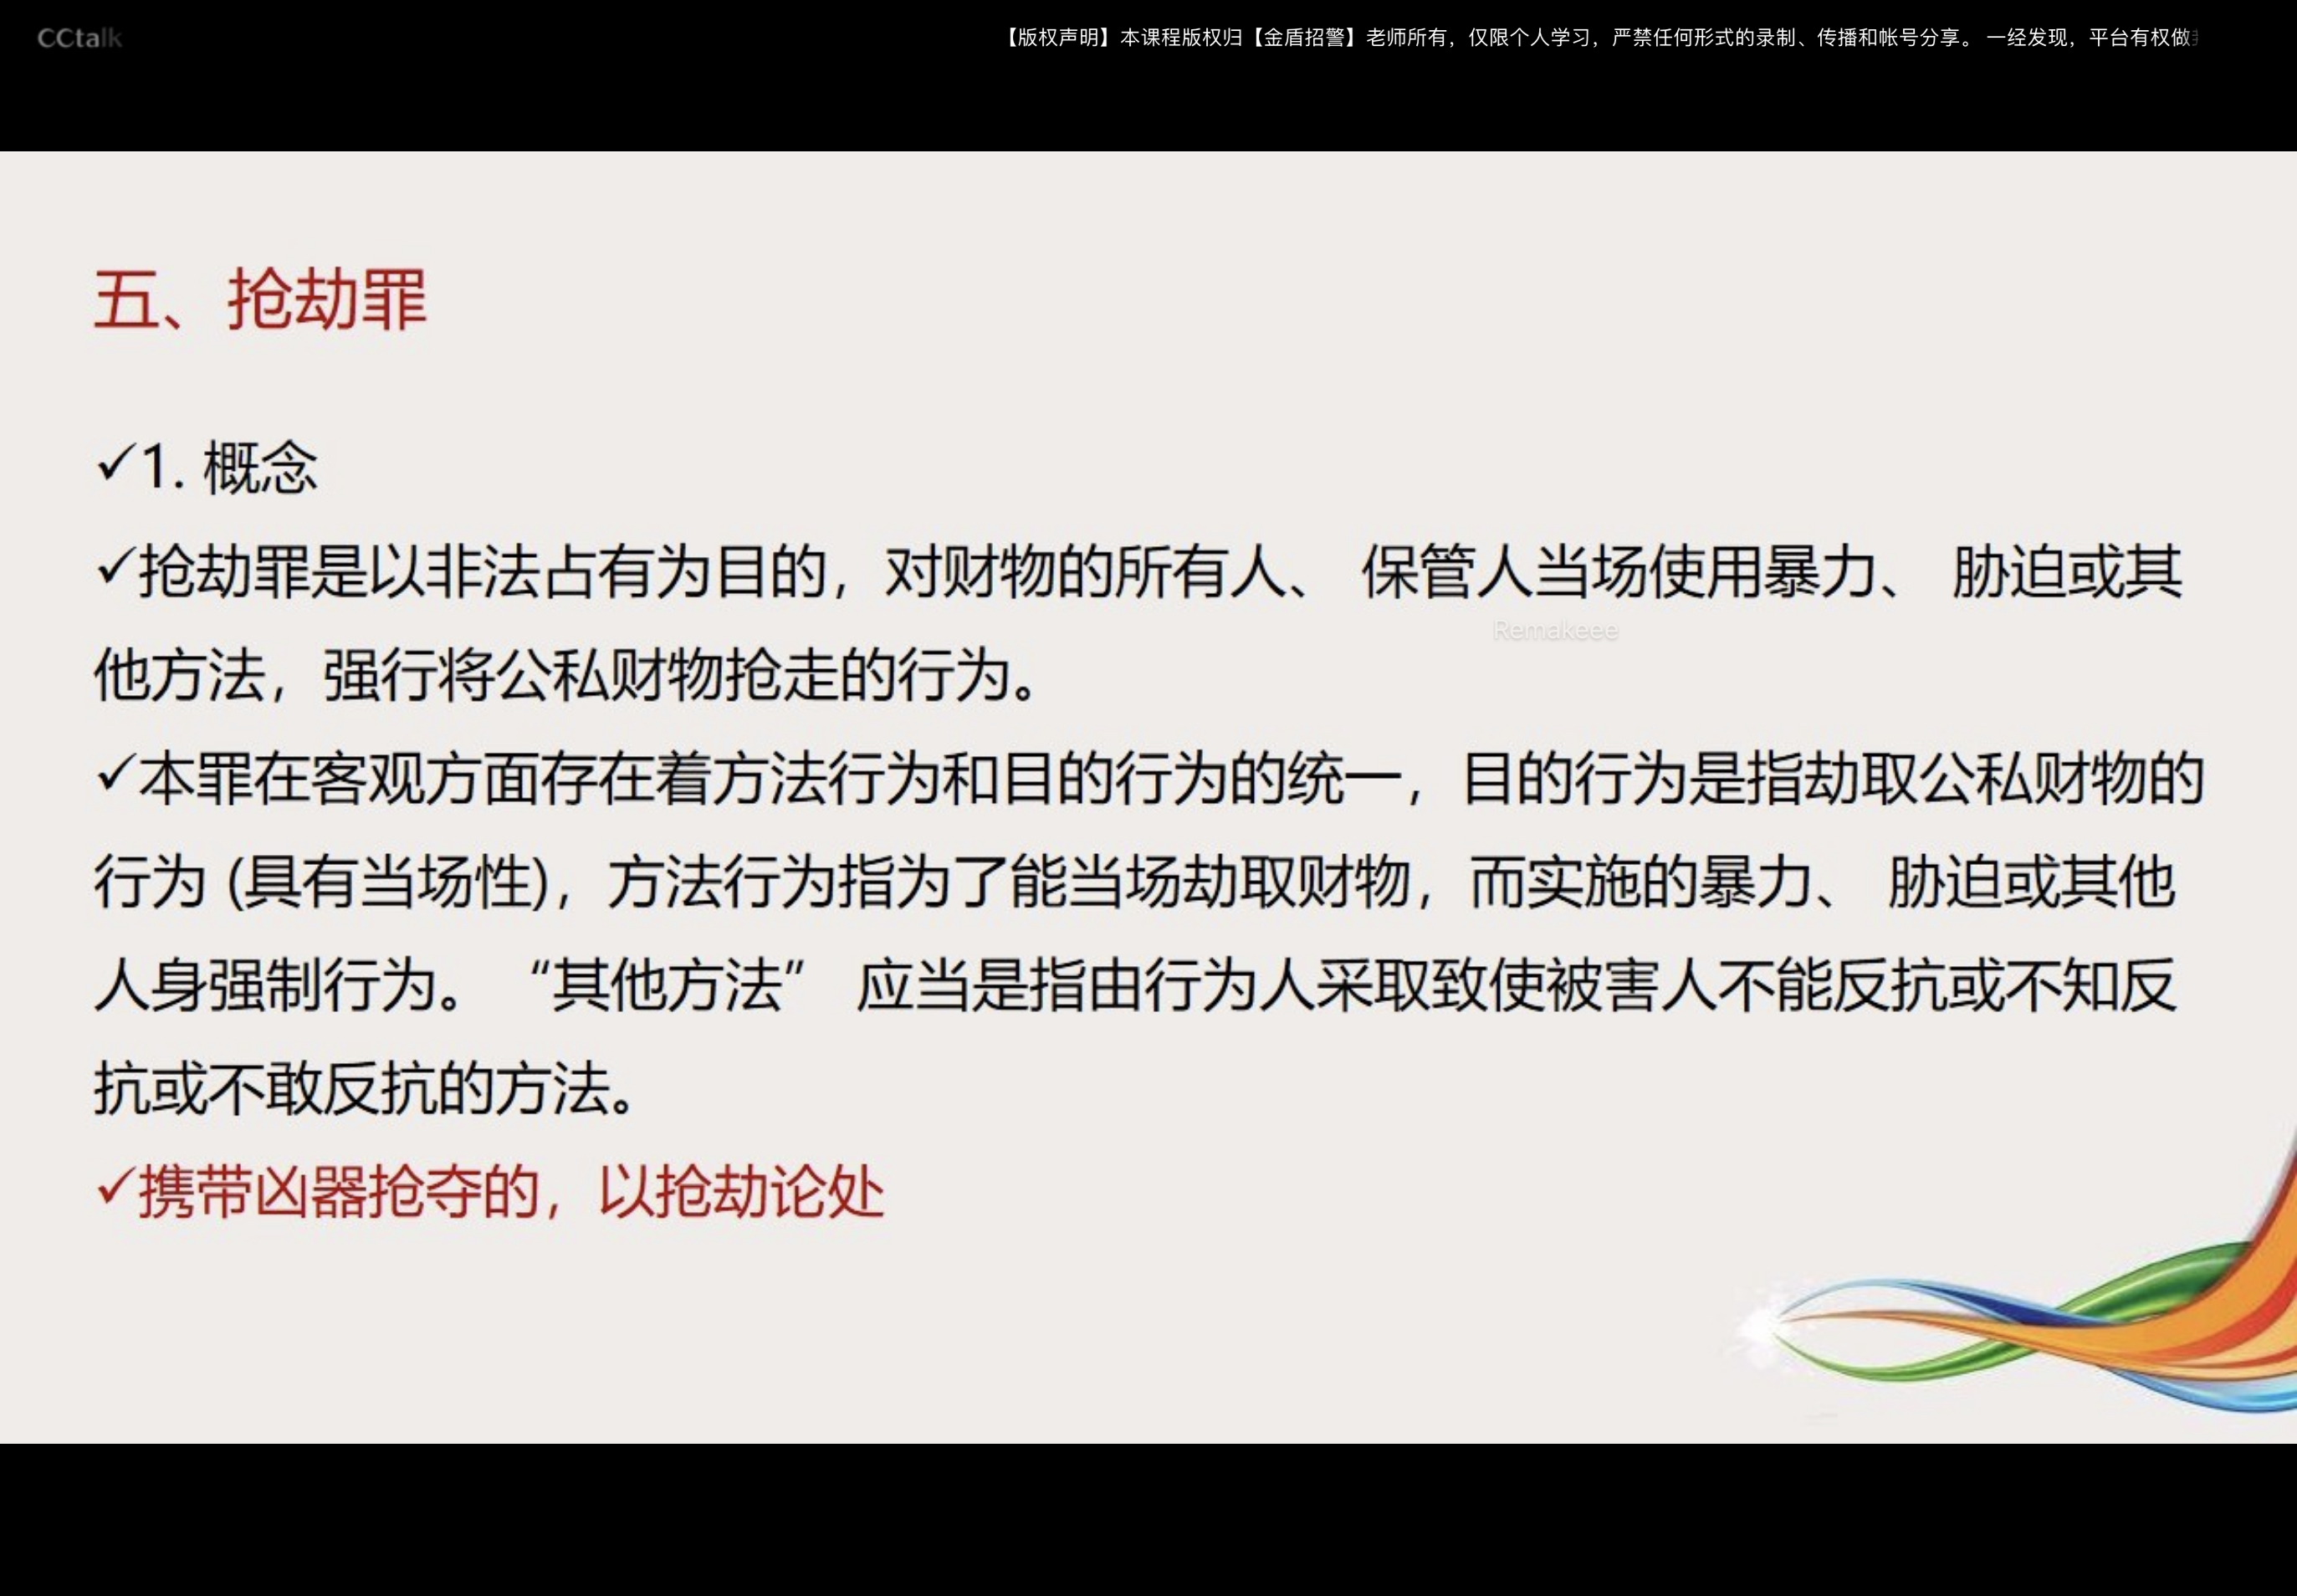 CCtalk
【版权声明】本课程版权归【金盾招警】老师所有，仅限个人学习，严禁任何形式的录制、传播和帐号分享。 一经发现，平台有权做
五、抢劫罪
✓1. 概念
✓抢劫罪是以非法占有为目的，对财物的所有人、 保管人当场使用暴力、 胁迫或其
Remakeee
他方法，强行将公私财物抢走的行为。
✓本罪在客观方面存在着方法行为和目的行为的统一，目的行为是指劫取公私财物的
行为 (具有当场性)，方法行为指为了能当场劫取财物，而实施的暴力、 胁迫或其他
人身强制行为。 “其他方法” 应当是指由行为人采取致使被害人不能反抗或不知反
抗或不敢反抗的方法。
✓携带凶器抢夺的，以抢劫论处